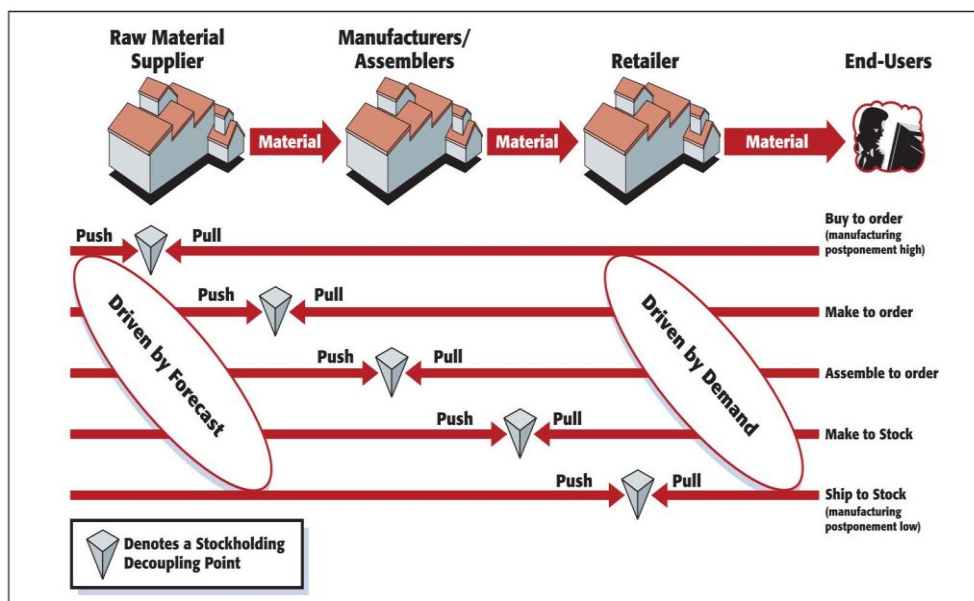 Raw Material
Supplier
Manufacturers/
Assemblers
Retailer
End-Users
Material
Material
Material
Push
Pull
Buy to order
(manufacturing
postponement high)
Push
Pull
Make to order
Push
Pull
Assemble to order
Push
Pull
Make to Stock
Push
Pull
Ship to Stock
(manufacturing
postponement low)
Driven by Forecast
Driven by Demand
Denotes a Stockholding
Decoupling Point